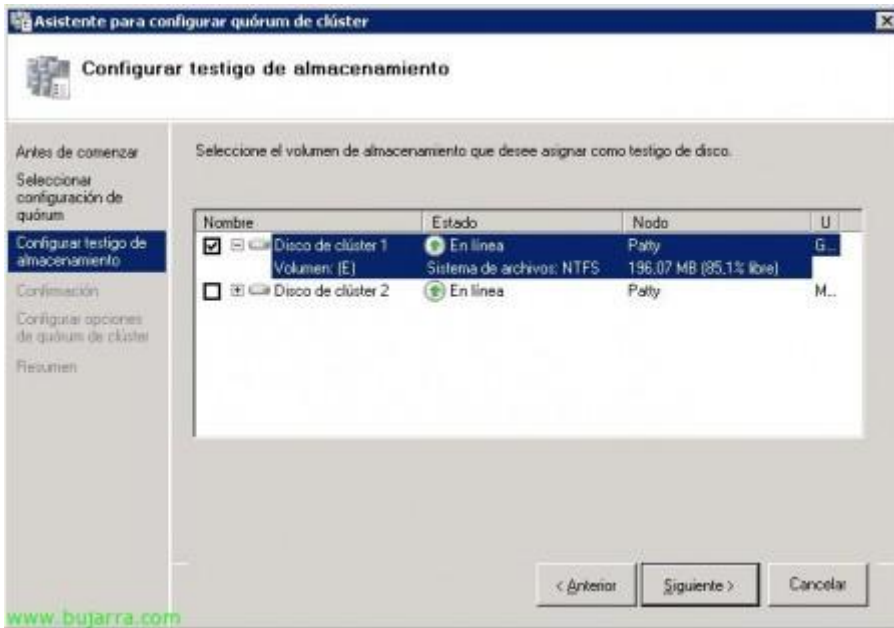 Asistente para configurar quórum de clúster
Configurar testigo de almacenamiento
Antes de comenzar
Seleccionar
configuración de
quórum
Configurar testigo de
almacenamiento
Confirmación
Configurar opciones
de quórum de clúster
Resumen
Seleccione el volumen de almacenamiento que desee asignar como testigo de disco.
Nombre Estado Nodo U
Disco de clúster 1 En línea Patty G...
Volumen: (E) Sistema de archivos: NTFS 196,07 MB (85,1% libre)
Disco de clúster 2 En línea Patty M...
< Anterior Siguiente > Cancelar
www.bujarra.com